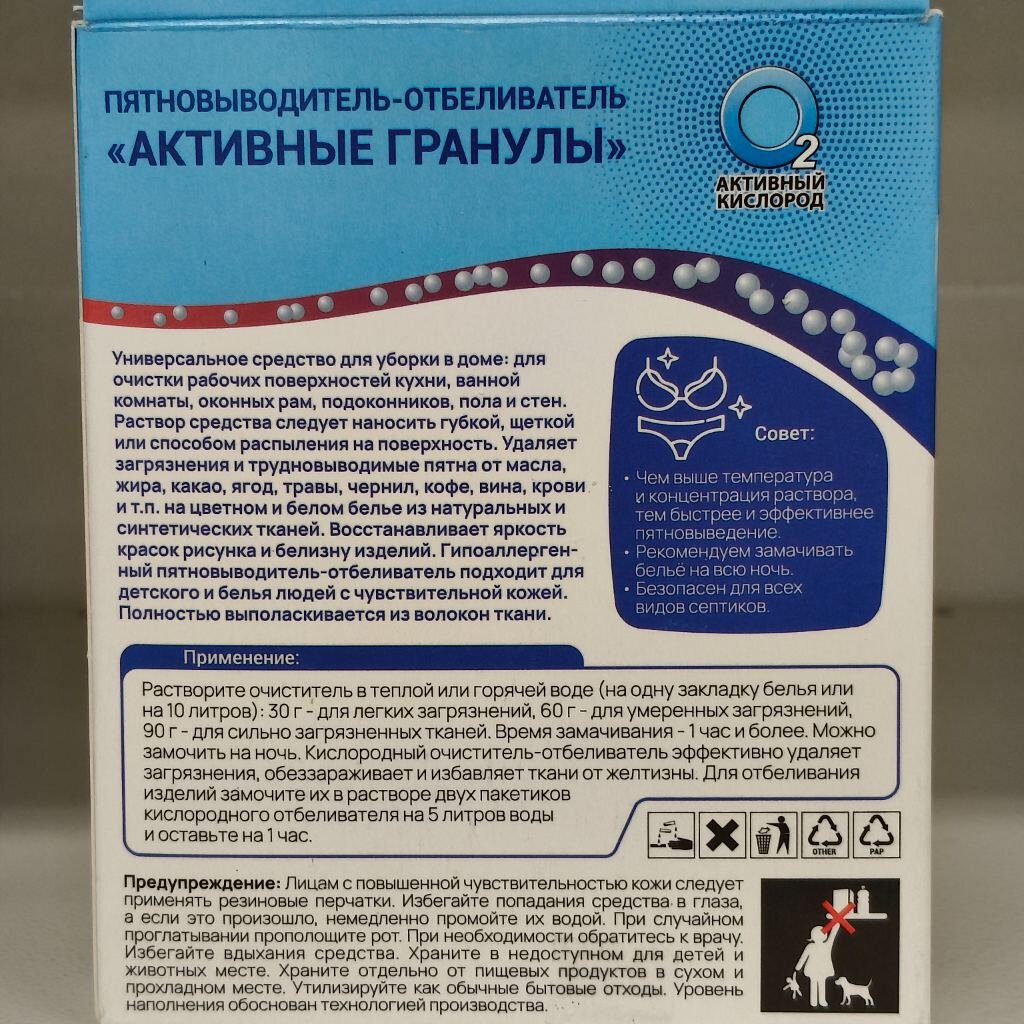 ПЯТНОВЫВОДИТЕЛЬ-ОТБЕЛИВАТЕЛЬ
«АКТИВНЫЕ ГРАНУЛЫ»
O2
АКТИВНЫЙ
КИСЛОРОД
Универсальное средство для уборки в доме: для
очистки рабочих поверхностей кухни, ванной
комнаты, оконных рам, подоконников, пола и стен.
Раствор средства следует наносить губкой, щеткой
или способом распыления на поверхность. Удаляет
загрязнения и трудновыводимые пятна от масла,
жира, какао, ягод, травы, чернил, кофе, вина, крови
и т.п. на цветном и белом белье из натуральных и
синтетических тканей. Восстанавливает яркость
красок рисунка и белизну изделий. Гипоаллерген-
ный пятновыводитель-отбеливатель подходит для
детского и белья людей с чувствительной кожей.
Полностью выполаскивается из волокон ткани.
Совет:
• Чем выше температура
и концентрация раствора,
тем быстрее и эффективнее
пятновыведение.
• Рекомендуем замачивать
бельё на всю ночь.
• Безопасен для всех
видов септиков.
Применение:
Растворите очиститель в теплой или горячей воде (на одну закладку белья или
на 10 литров): 30 г - для легких загрязнений, 60 г - для умеренных загрязнений,
90 г - для сильно загрязненных тканей. Время замачивания - 1 час и более. Можно
замочить на ночь. Кислородный очиститель-отбеливатель эффективно удаляет
загрязнения, обеззараживает и избавляет ткани от желтизны. Для отбеливания
изделий замочите их в растворе двух пакетиков
кислородного отбеливателя на 5 литров воды
и оставьте на 1 час.
OTHER
PAP
Предупреждение: Лицам с повышенной чувствительностью кожи следует
применять резиновые перчатки. Избегайте попадания средства в глаза,
а если это произошло, немедленно промойте их водой. При случайном
проглатывании прополощите рот. При необходимости обратитесь к врачу.
Избегайте вдыхания средства. Храните в недоступном для детей и
животных месте. Храните отдельно от пищевых продуктов в сухом и
прохладном месте. Утилизируйте как обычные бытовые отходы. Уровень
наполнения обоснован технологией производства.